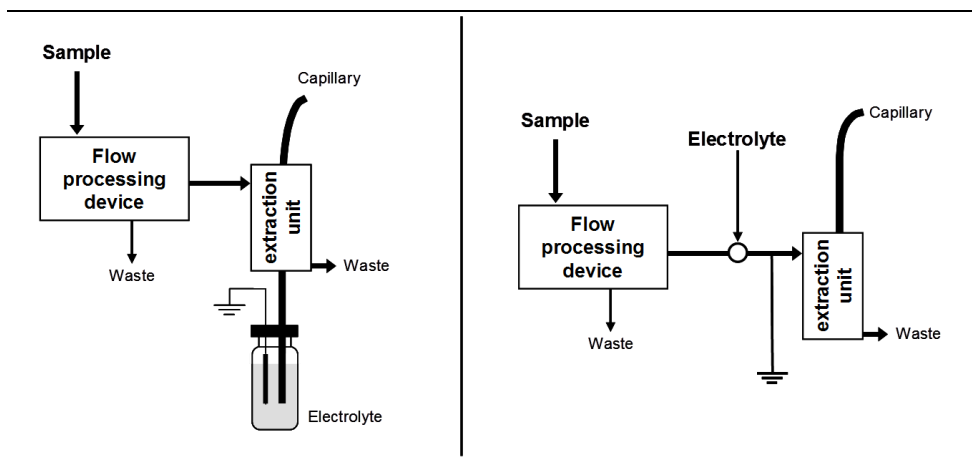 Sample
Capillary
Flow
processing
device
extraction
unit
Waste
Waste
Electrolyte
Sample
Electrolyte
Capillary
Flow
processing
device
extraction
unit
Waste
Waste